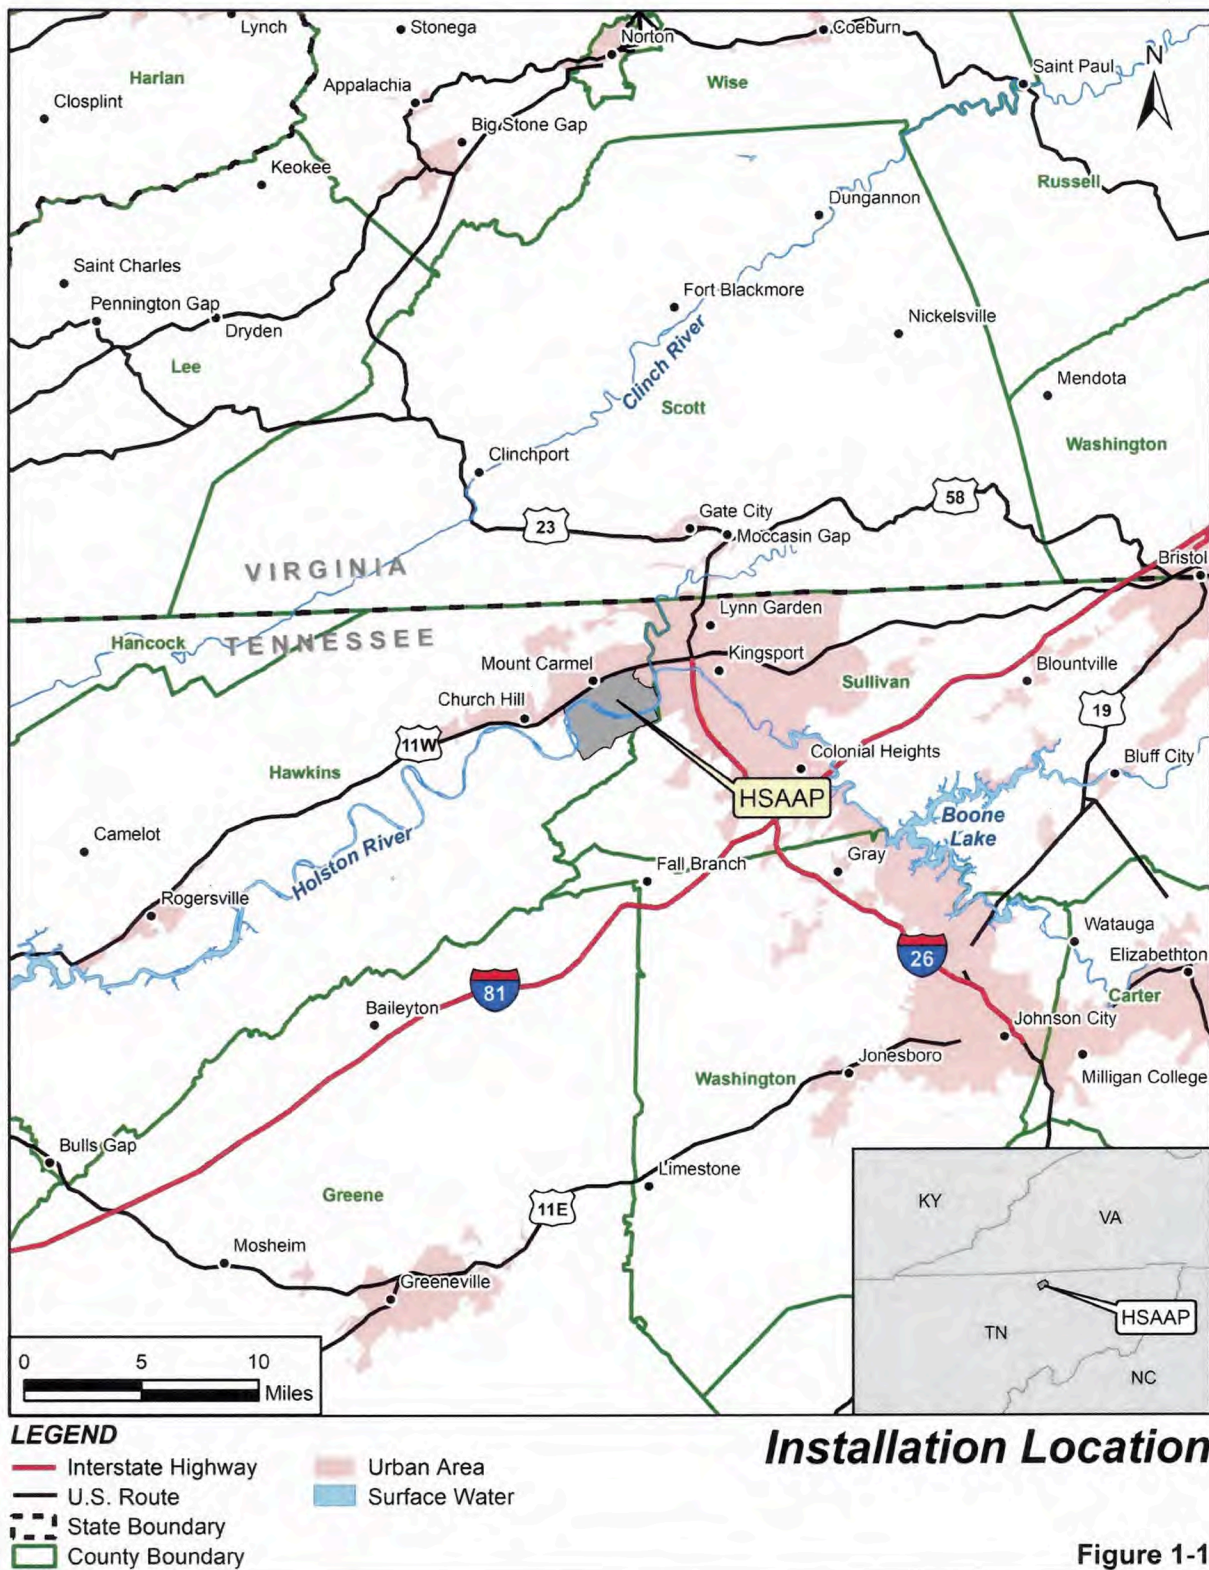 Lynch
Stonega
Norton
Coeburn
Harlan
Appalachia
Wise
Saint Paul
N
Closplint
Big Stone Gap
Keokee
Russell
Dungannon
Saint Charles
Pennington Gap
Fort Blackmore
Dryden
Nickelsville
Lee
Clinch River
Mendota
Scott
Washington
Clinchport
58
23
Gate City
Moccasin Gap
VIRGINIA
Bristol
Hancock
TENNESSEE
Lynn Garden
Mount Carmel
Kingsport
Blountville
Church Hill
Sullivan
19
11W
Hawkins
Colonial Heights
Bluff City
HSAAP
Boone
Lake
Camelot
Holston River
Fall Branch
Gray
Rogersville
Watauga
Elizabethton
26
81
Carter
Baileyton
Johnson City
Jonesboro
Washington
Milligan College
Bulls Gap
Limestone
Greene
11E
KY
VA
Mosheim
Greeneville
HSAAP
TN
NC
0 5 10
Miles
LEGEND
Interstate Highway
U.S. Route
State Boundary
County Boundary
Urban Area
Surface Water
Installation Location
Figure 1-1